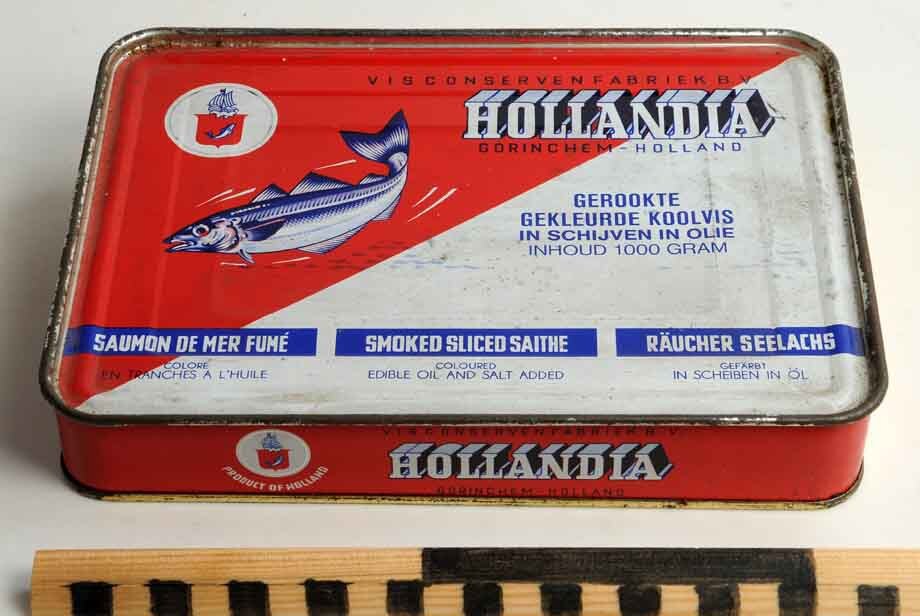 VISCONSERVENFABRIEK B.V.
HOLLANDIA
GORINCHEM-HOLLAND
GEROOKTE
GEKLEURDE KOOLVIS
IN SCHIJVEN IN OLIE
INHOUD 1000 GRAM
SAUMON DE MER FUMÉ
COLORE
EN TRANCHES A L'HUILE
SMOKED SLICED SAITHE
COLOURED
EDIBLE OIL AND SALT ADDED
RÄUCHER SEELACHS
GEFÄRBT
IN SCHEIBEN IN ÖL
VISCONSERVENFABRIEK B.V.
HOLLANDIA
GORINCHEM-HOLLAND
PRODUCT OF HOLLAND